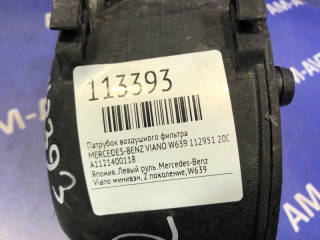 113393
Патрубок воздушного фильтра
MERCEDES-BENZ VIANO W639 112951 200
A1121400118
Япония. Левый руль. Mercedes-Benz
Viano минивэн, 2 поколение, W639